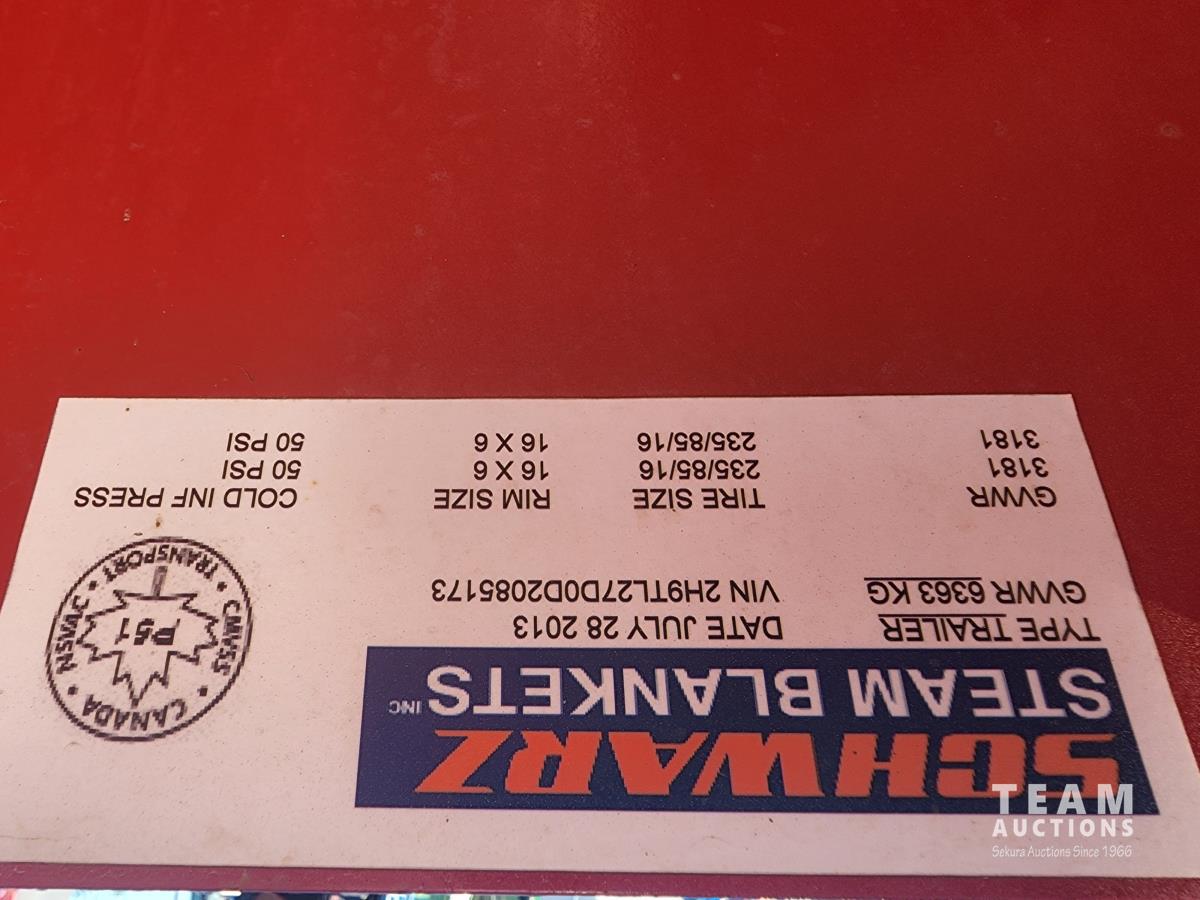 SCHWARZ
STEAM BLANKETS INC
TYPE TRAILER DATE JULY 28 2013
GVWR 6363 KG VIN 2H9TL27D0D2085173
CANADA
NSVAC CMVSS
P51
TRANSPORT
GVWR TIRE SIZE RIM SIZE COLD INF PRESS
3181 235/85/16 16 X 6 50 PSI
3181 235/85/16 16 X 6 50 PSI
TEAM
AUCTIONS
Sekura Auctions Since 1966